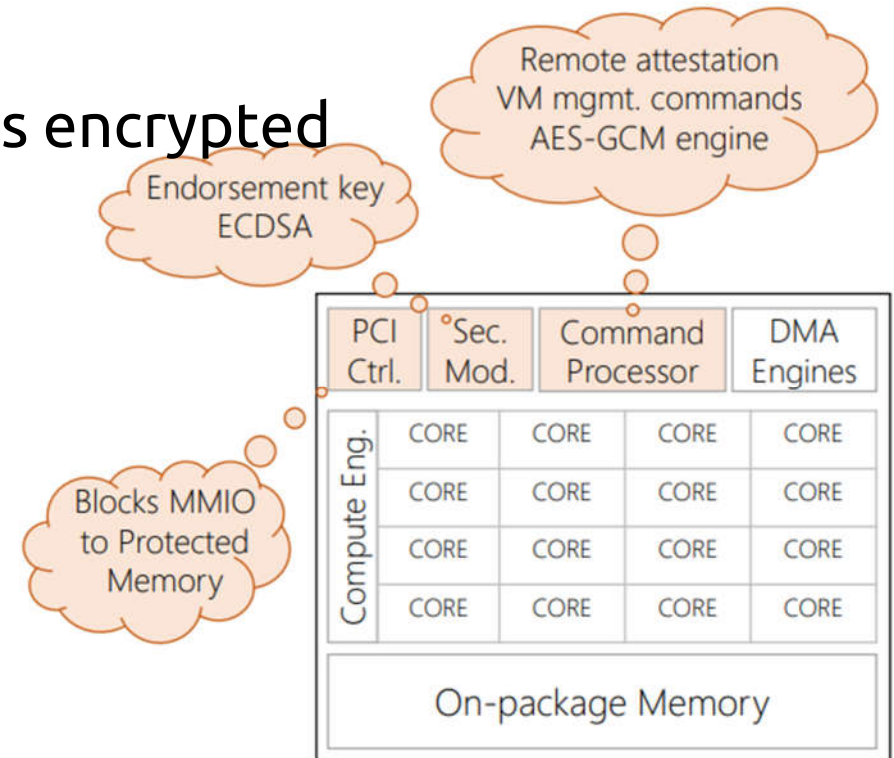 s encrypted
Remote attestation
VM mgmt. commands
AES-GCM engine
Endorsement key
ECDSA
PCI
Ctrl.
Sec.
Mod.
Command
Processor
DMA
Engines
Blocks MMIO
to Protected
Memory
Compute Eng.
CORE CORE CORE CORE
CORE CORE CORE CORE
CORE CORE CORE CORE
CORE CORE CORE CORE
On-package Memory